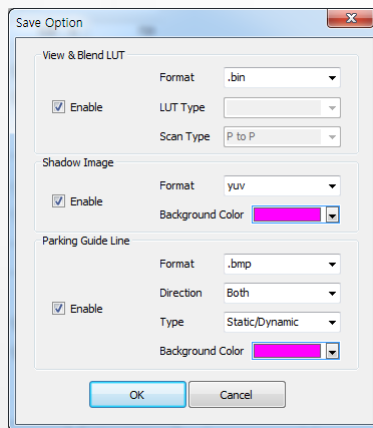 Save Option
View & Blend LUT
Format .bin
Enable LUT Type
Scan Type P to P
Shadow Image
Format yuv
Enable
Background Color
Parking Guide Line
Format .bmp
Direction Both
Enable
Type Static/Dynamic
Background Color
OK Cancel